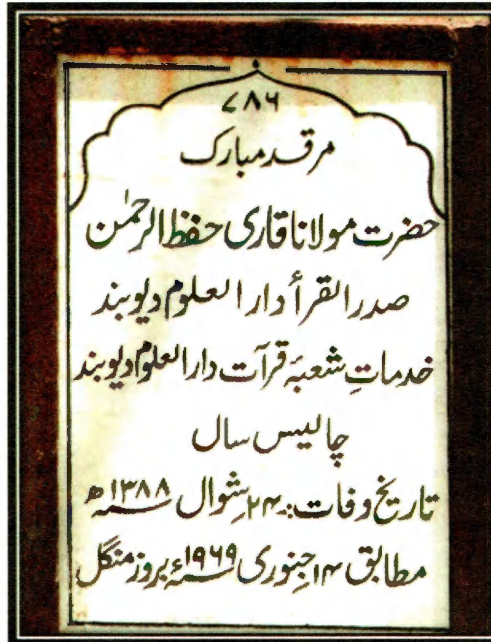 ۷۸۶
مرقد مبارک
حضرت مولانا قاری حفظ الرحمٰن
صدر القرأ دار العلوم دیوبند
خدماتِ شعبۂ قرآت دار العلوم دیوبند
چالیس سال
تاریخ وفات:۔ ۲۴ شوال ۱۳۸۸ھ
مطابق ۱۴ جنوری ۱۹۶۹ء بروز منگل